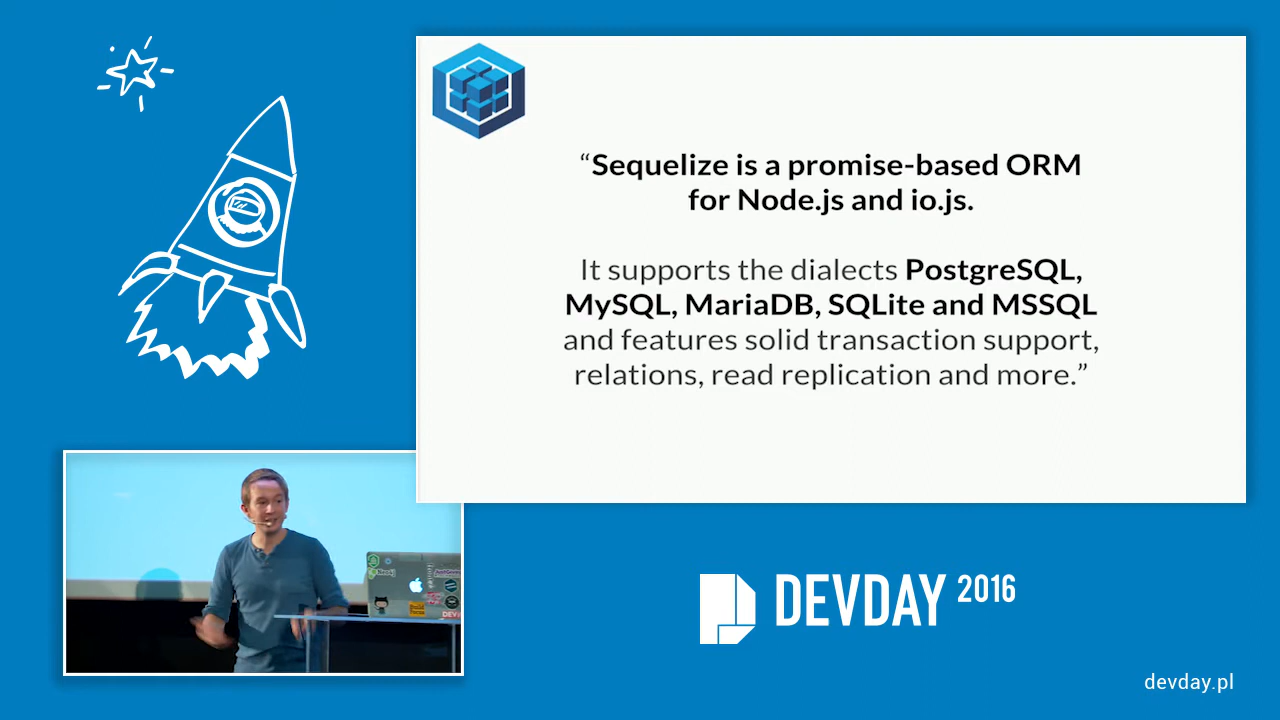 “Sequelize is a promise-based ORM
for Node.js and io.js.
It supports the dialects PostgreSQL,
MySQL, MariaDB, SQLite and MSSQL
and features solid transaction support,
relations, read replication and more.”
DEVDAY 2016
devday.pl